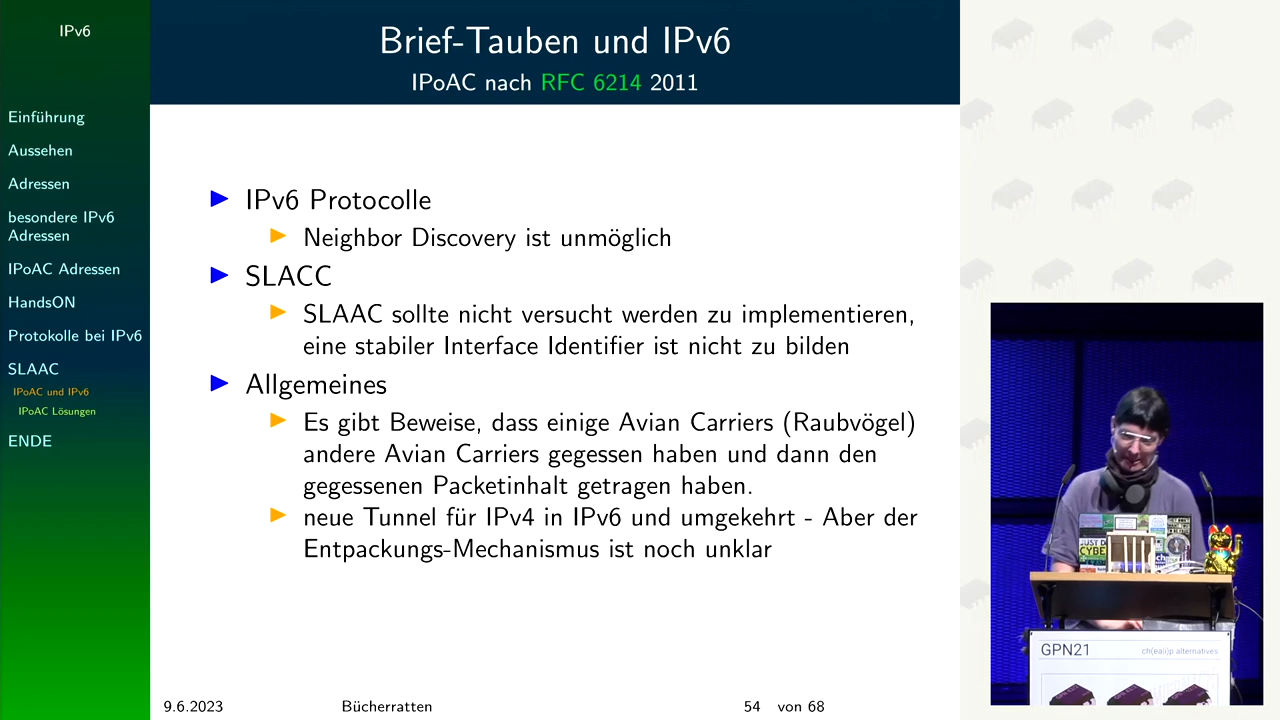 IPv6
Einführung
Aussehen
Adressen
besondere IPv6
Adressen
IPoAC Adressen
HandsON
Protokolle bei IPv6
SLAAC
IPoAC und IPv6
IPoAC Lösungen
ENDE
Brief-Tauben und IPv6
IPoAC nach RFC 6214 2011
IPv6 Protocolle
Neighbor Discovery ist unmöglich
SLACC
SLAAC sollte nicht versucht werden zu implementieren,
eine stabiler Interface Identifier ist nicht zu bilden
Allgemeines
Es gibt Beweise, dass einige Avian Carriers (Raubvögel)
andere Avian Carriers gegessen haben und dann den
gegessenen Packetinhalt getragen haben.
neue Tunnel für IPv4 in IPv6 und umgekehrt - Aber der
Entpackungs-Mechanismus ist noch unklar
9.6.2023 Bücherratten 54 von 68
GPN21 ch(ea(i)p alternatives